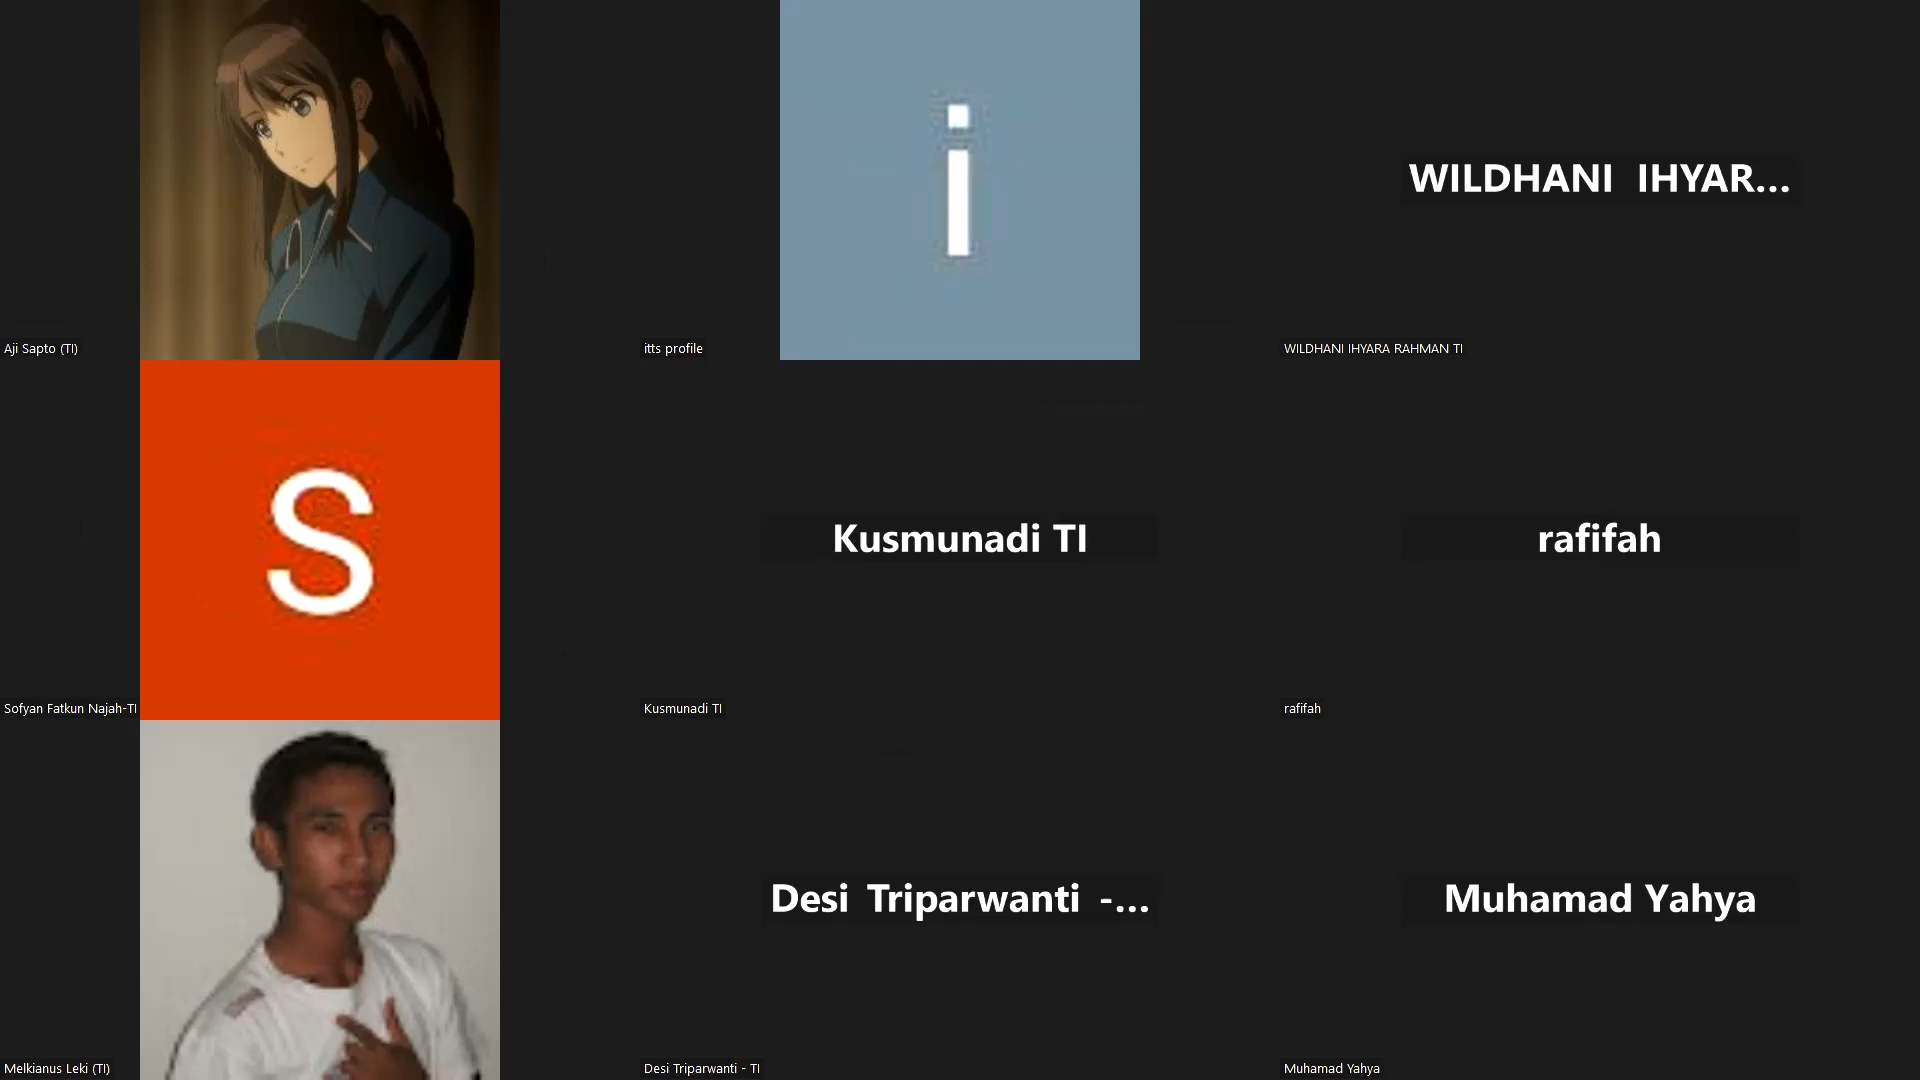 i
WILDHANI IHYAR...
Aji Sapto (TI)
itts profile
WILDHANI IHYARA RAHMAN TI
S
Kusmunadi TI
rafifah
Sofyan Fatkun Najah-TI
Kusmunadi TI
rafifah
Desi Triparwanti -...
Muhamad Yahya
Melkianus Leki (TI)
Desi Triparwanti - TI
Muhamad Yahya